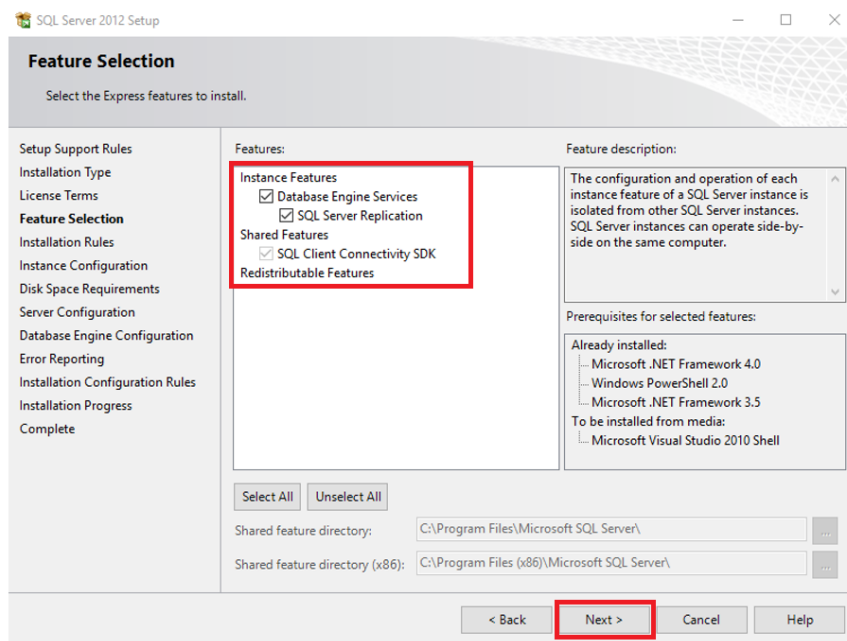 SQL Server 2012 Setup
Feature Selection
Select the Express features to install.
Setup Support Rules
Installation Type
License Terms
Feature Selection
Installation Rules
Instance Configuration
Disk Space Requirements
Server Configuration
Database Engine Configuration
Error Reporting
Installation Configuration Rules
Installation Progress
Complete
Features:
Instance Features
Database Engine Services
SQL Server Replication
Shared Features
SQL Client Connectivity SDK
Redistributable Features
Feature description:
The configuration and operation of each
instance feature of a SQL Server instance is
isolated from other SQL Server instances.
SQL Server instances can operate side-by-
side on the same computer.
Prerequisites for selected features:
Already installed:
Microsoft .NET Framework 4.0
Windows PowerShell 2.0
Microsoft .NET Framework 3.5
To be installed from media:
Microsoft Visual Studio 2010 Shell
Select All
Unselect All
Shared feature directory:
C:\Program Files\Microsoft SQL Server\
...
Shared feature directory (x86):
C:\Program Files (x86)\Microsoft SQL Server\
...
< Back
Next >
Cancel
Help